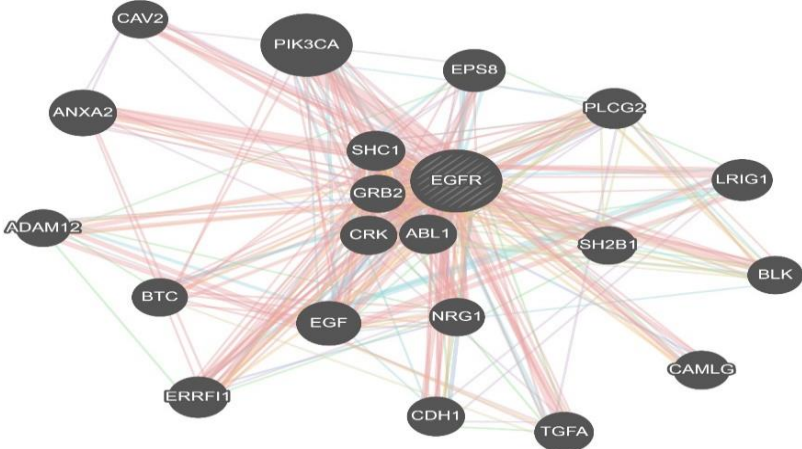 CAV2
PIK3CA
EPS8
ANXA2
PLCG2
SHC1
EGFR
LRIG1
GRB2
ADAM12
CRK
ABL1
SH2B1
BLK
BTC
EGF
NRG1
CAMLG
ERRFI1
CDH1
TGFA